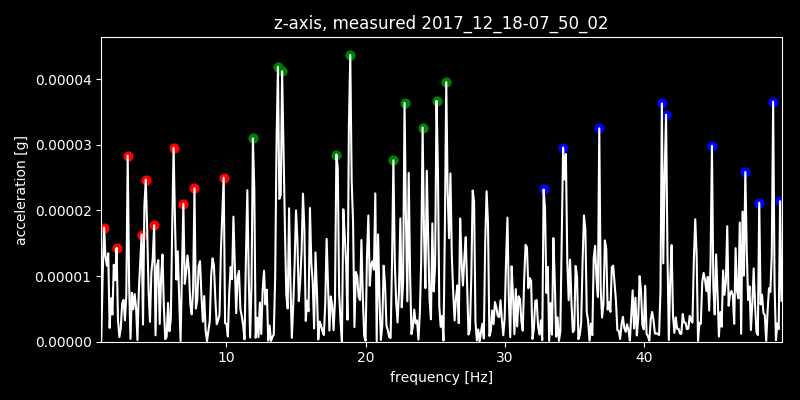 z-axis, measured 2017_12_18-07_50_02
0.00004
0.00003
0.00002
0.00001
0.00000
acceleration [g]
10 20 30 40
frequency [Hz]